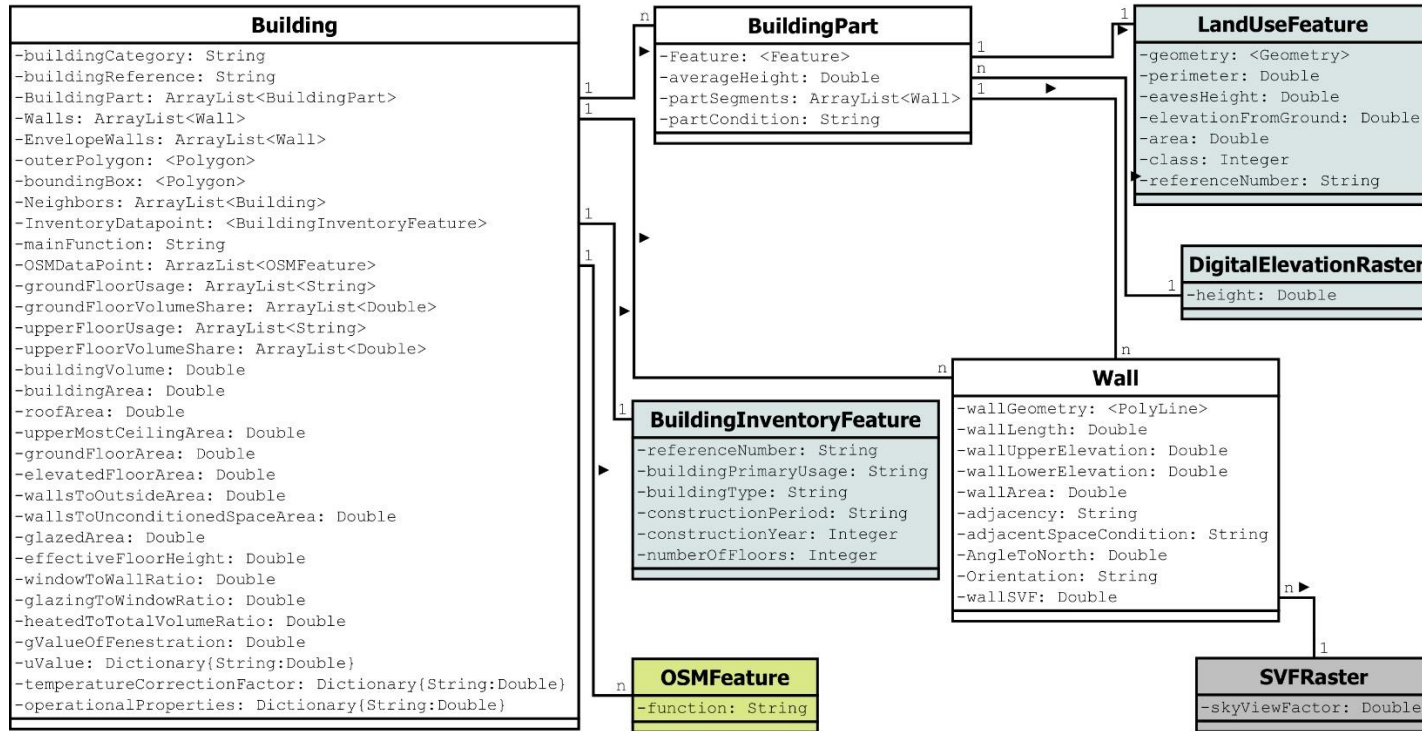 Building
-buildingCategory: String
-buildingReference: String
-BuildingPart: ArrayList<BuildingPart>
-Walls: ArrayList<Wall>
-EnvelopeWalls: ArrayList<Wall>
-outerPolygon: <Polygon>
-boundingBox: <Polygon>
-Neighbors: ArrayList<Building>
-InventoryDatapoint: <BuildingInventoryFeature>
-mainFunction: String
-OSMDataPoint: ArrazList<OSMFeature>
-groundFloorUsage: ArrayList<String>
-groundFloorVolumeShare: ArrayList<Double>
-upperFloorUsage: ArrayList<String>
-upperFloorVolumeShare: ArrayList<Double>
-buildingVolume: Double
-buildingArea: Double
-roofArea: Double
-upperMostCeilingArea: Double
-groundFloorArea: Double
-elevatedFloorArea: Double
-wallsToOutsideArea: Double
-wallsToUnconditionedSpaceArea: Double
-glazedArea: Double
-effectiveFloorHeight: Double
-windowToWallRatio: Double
-glazingToWindowRatio: Double
-heatedToTotalVolumeRatio: Double
-gValueOfFenestration: Double
-uValue: Dictionary{String:Double}
-temperatureCorrectionFactor: Dictionary{String:Double}
-operationalProperties: Dictionary{String:Double}
1
1
1
1
n
BuildingPart
-Feature: <Feature>
-averageHeight: Double
-partSegments: ArrayList<Wall>
-partCondition: String
1
n
1
1
LandUseFeature
-geometry: <Geometry>
-perimeter: Double
-eavesHeight: Double
-elevationFromGround: Double
-area: Double
-class: Integer
-referenceNumber: String
1
DigitalElevationRaster
-height: Double
n
n
Wall
-wallGeometry: <PolyLine>
-wallLength: Double
-wallUpperElevation: Double
-wallLowerElevation: Double
-wallArea: Double
-adjacency: String
-adjacentSpaceCondition: String
-AngleToNorth: Double
-Orientation: String
-wallSVF: Double
n
1
1
BuildingInventoryFeature
-referenceNumber: String
-buildingPrimaryUsage: String
-buildingType: String
-constructionPeriod: String
-constructionYear: Integer
-numberOfFloors: Integer
n
OSMFeature
-function: String
SVFRaster
-skyViewFactor: Double